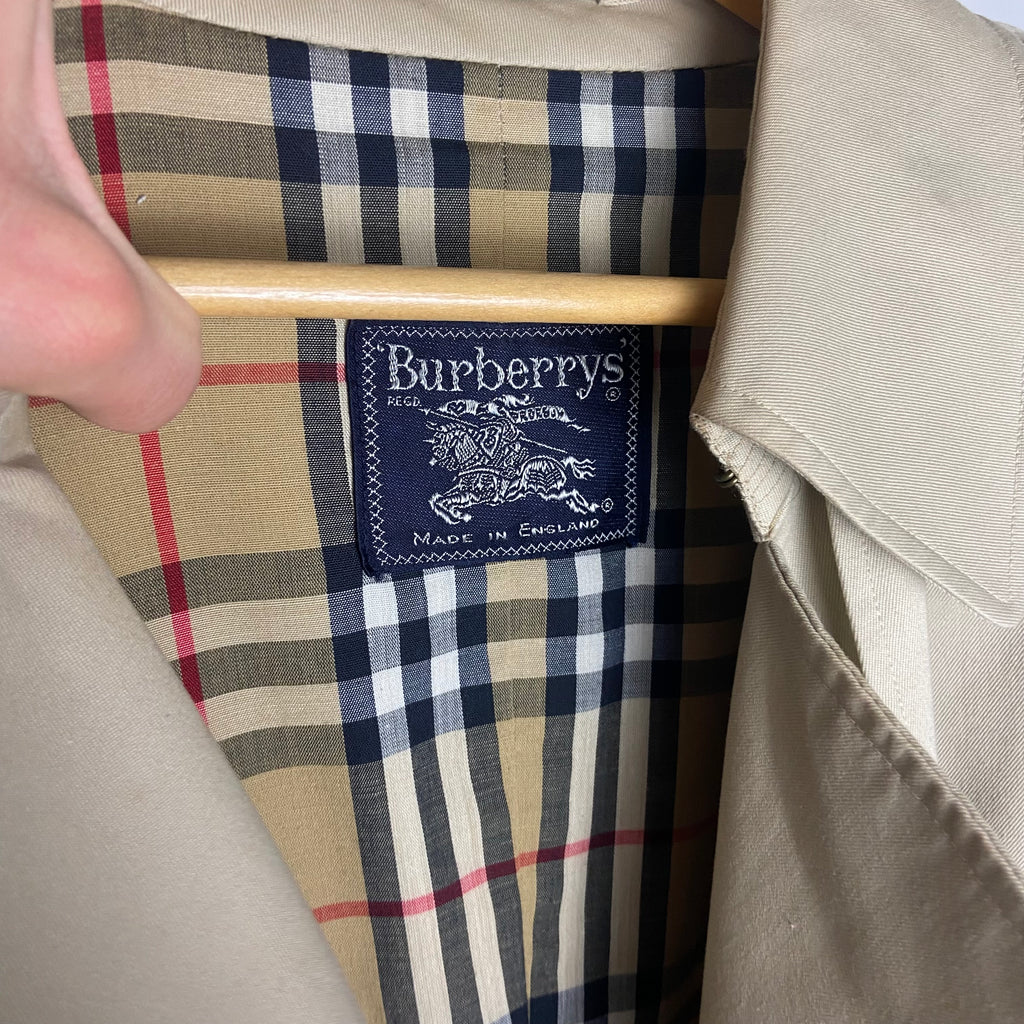 'Burberrys'
®
REGD.
PRORSUM
®
MADE IN ENGLAND